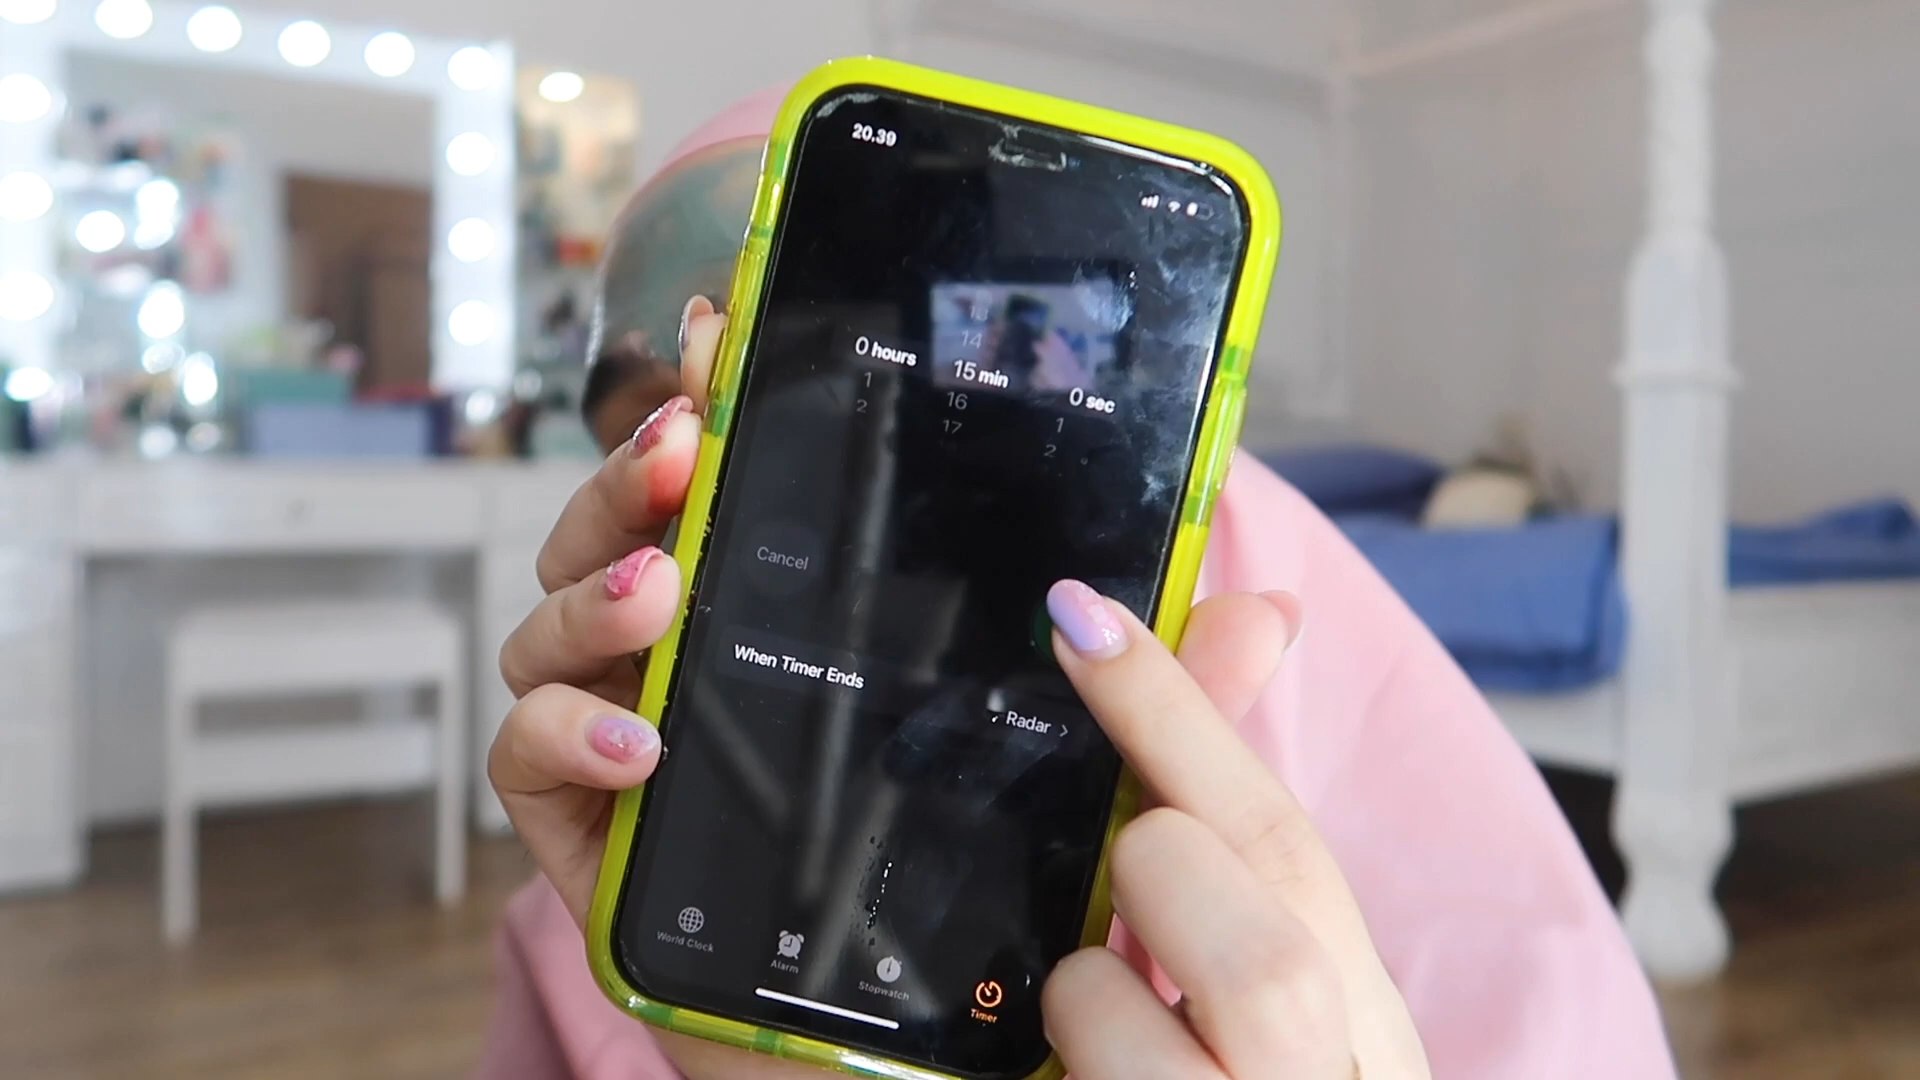 20.39
13
14
0 hours 15 min 0 sec
1 16 1
2 17 2
Cancel
When Timer Ends
Radar >
World Clock Alarm Stopwatch Timer